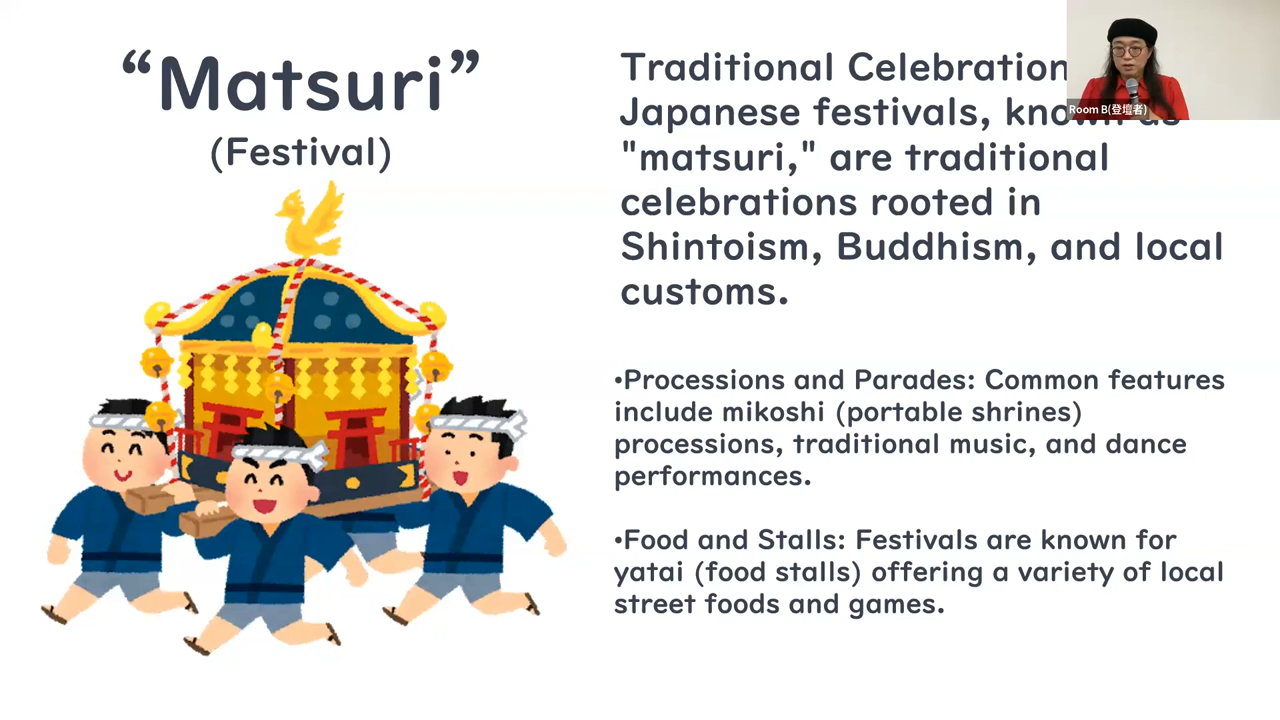 “Matsuri”
(Festival)
Traditional Celebration
Japanese festivals, known as
"matsuri," are traditional
celebrations rooted in
Shintoism, Buddhism, and local
customs.
•Processions and Parades: Common features
include mikoshi (portable shrines)
processions, traditional music, and dance
performances.
•Food and Stalls: Festivals are known for
yatai (food stalls) offering a variety of local
street foods and games.
Room B(登壇者)